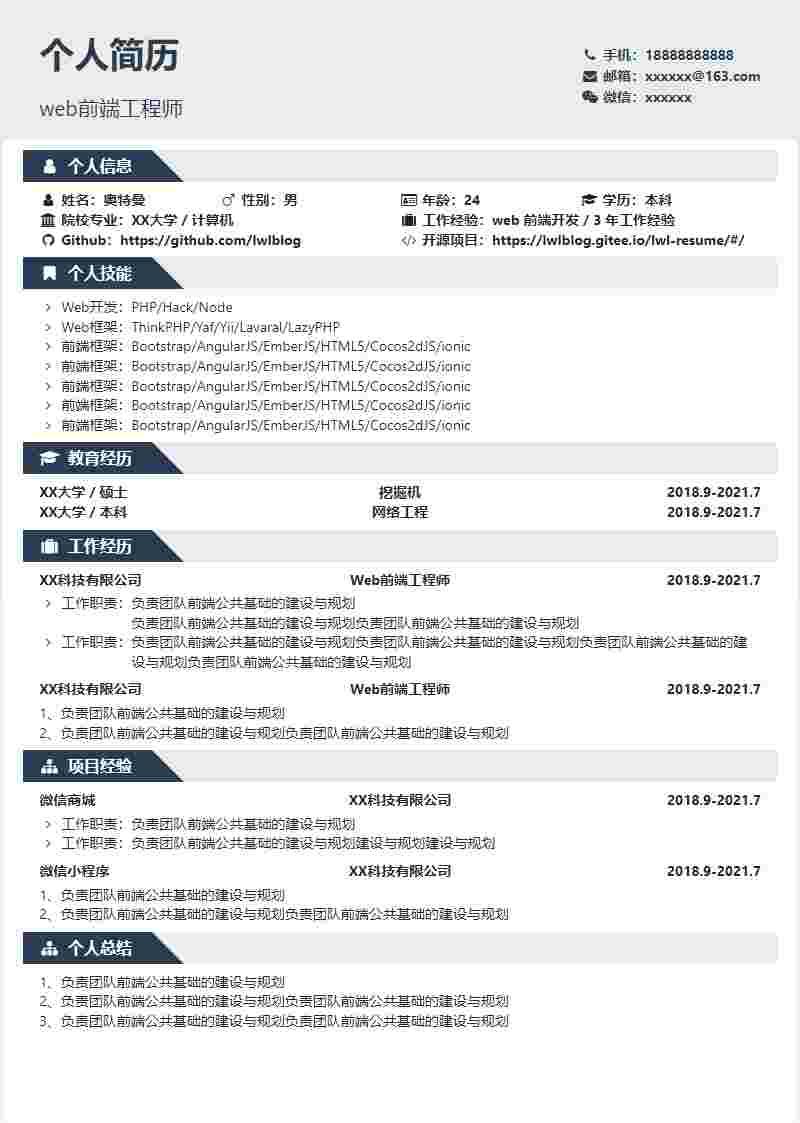 个人简历
web前端工程师
手机：18888888888
邮箱：xxxxxx@163.com
微信：xxxxxx
个人信息
姓名：奥特曼 性别：男 年龄：24 学历：本科
院校专业：XX大学 / 计算机 工作经验：web 前端开发 / 3 年工作经验
Github：https://github.com/lwlblog 开源项目：https://lwlblog.gitee.io/lwl-resume/#/
个人技能
Web开发：PHP/Hack/Node
Web框架：ThinkPHP/Yaf/Yii/Lavaral/LazyPHP
前端框架：Bootstrap/AngularJS/EmberJS/HTML5/Cocos2dJS/ionic
前端框架：Bootstrap/AngularJS/EmberJS/HTML5/Cocos2dJS/ionic
前端框架：Bootstrap/AngularJS/EmberJS/HTML5/Cocos2dJS/ionic
前端框架：Bootstrap/AngularJS/EmberJS/HTML5/Cocos2dJS/ionic
前端框架：Bootstrap/AngularJS/EmberJS/HTML5/Cocos2dJS/ionic
教育经历
XX大学 / 硕士 挖掘机 2018.9-2021.7
XX大学 / 本科 网络工程 2018.9-2021.7
工作经历
XX科技有限公司 Web前端工程师 2018.9-2021.7
工作职责：负责团队前端公共基础的建设与规划
负责团队前端公共基础的建设与规划负责团队前端公共基础的建设与规划
工作职责：负责团队前端公共基础的建设与规划负责团队前端公共基础的建设与规划负责团队前端公共基础的建
设与规划负责团队前端公共基础的建设与规划
XX科技有限公司 Web前端工程师 2018.9-2021.7
1、负责团队前端公共基础的建设与规划
2、负责团队前端公共基础的建设与规划负责团队前端公共基础的建设与规划
项目经验
微信商城 XX科技有限公司 2018.9-2021.7
工作职责：负责团队前端公共基础的建设与规划
工作职责：负责团队前端公共基础的建设与规划建设与规划建设与规划
微信小程序 XX科技有限公司 2018.9-2021.7
1、负责团队前端公共基础的建设与规划
2、负责团队前端公共基础的建设与规划负责团队前端公共基础的建设与规划
个人总结
1、负责团队前端公共基础的建设与规划
2、负责团队前端公共基础的建设与规划负责团队前端公共基础的建设与规划
3、负责团队前端公共基础的建设与规划负责团队前端公共基础的建设与规划